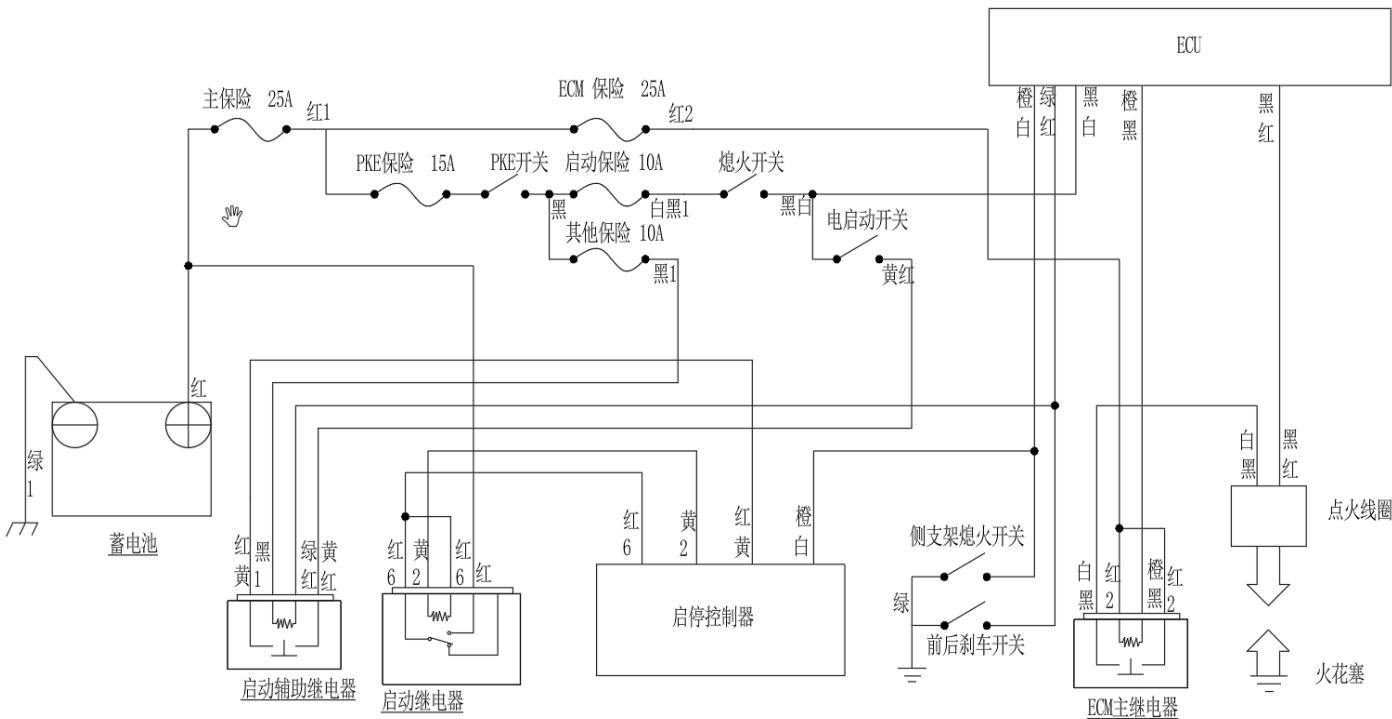 ECU
主保险 25A
红1
ECM 保险 25A
红2
橙白
绿红
黑白
橙黑
黑红
PKE保险 15A
PKE开关
启动保险 10A
熄火开关
黑
白黑1
黑白
其他保险 10A
黑1
电启动开关
黄红
红
绿1
蓄电池
红黄
黑1
绿红
黄红
启动辅助继电器
红6
黄2
红6
红
启动继电器
红6
黄2
红黄
橙白
启停控制器
侧支架熄火开关
绿
前后刹车开关
白黑
红2
橙黑
红2
ECM主继电器
白黑
黑红
点火线圈
火花塞